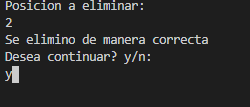 Posicion a eliminar:
2
Se elimino de manera correcta
Desea continuar? y/n:
y